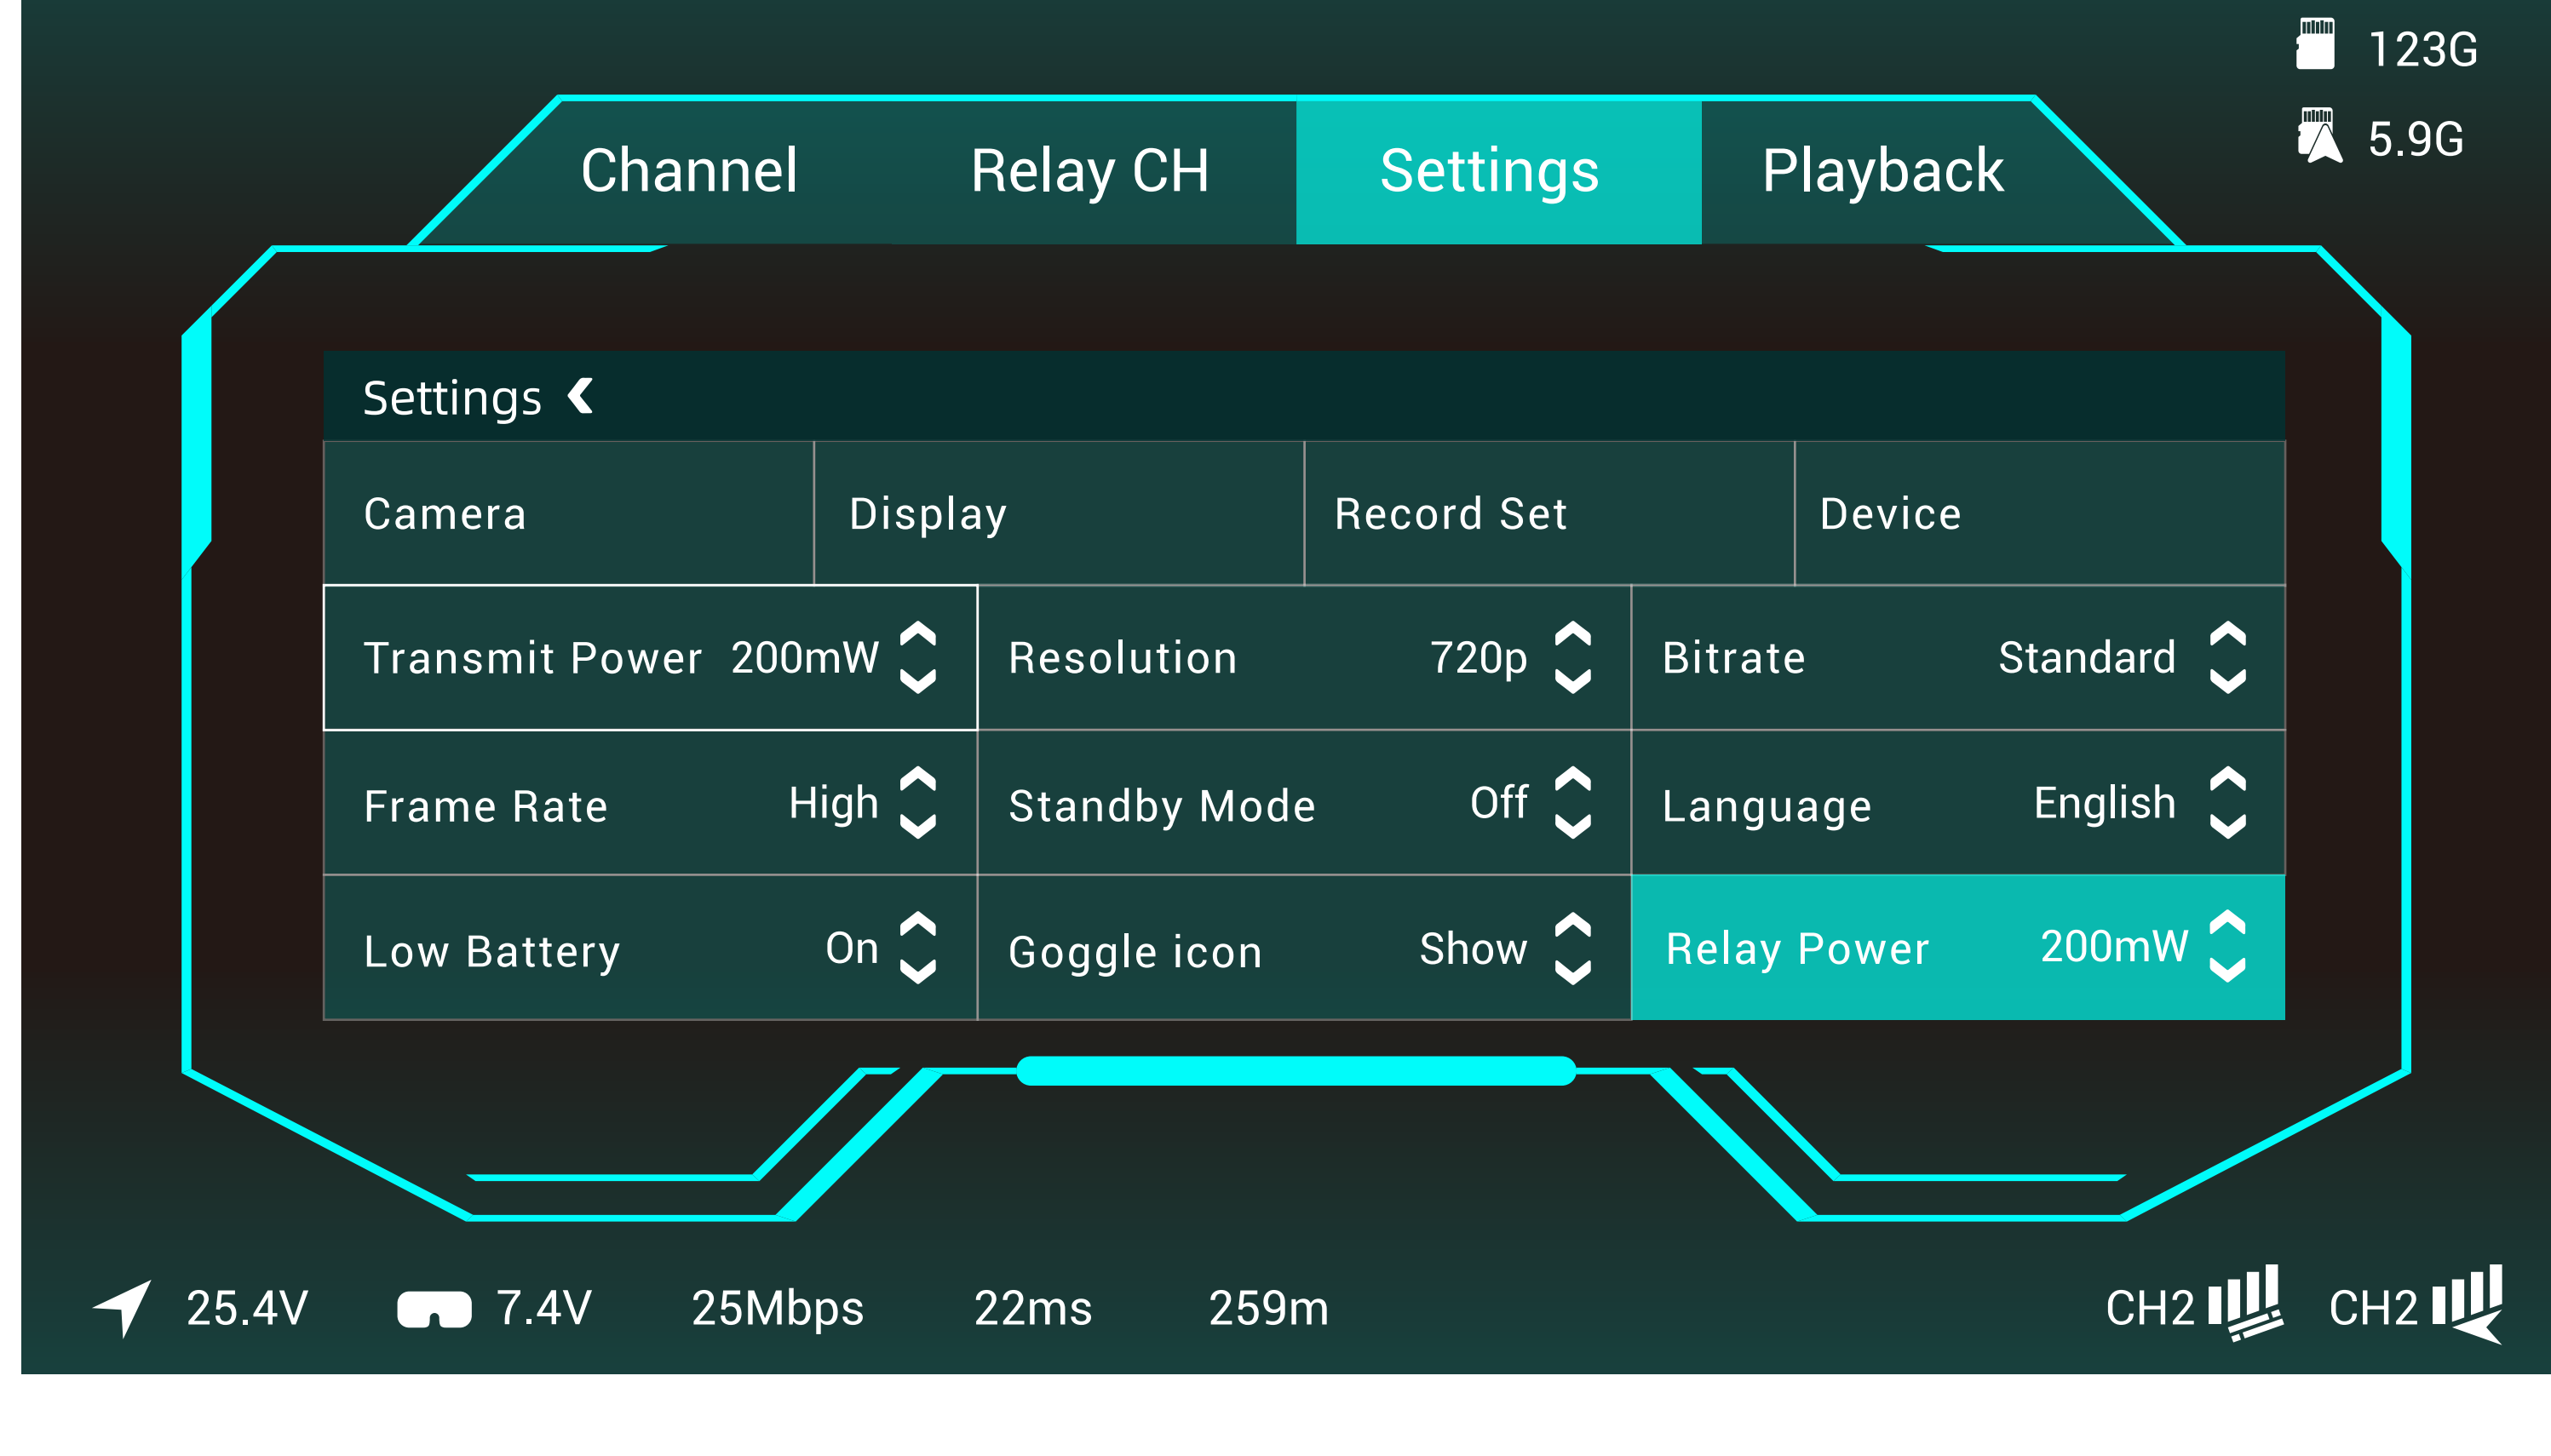 123G
5.9G
Channel Relay CH Settings Playback
Settings
Camera Display Record Set Device
Transmit Power 200mW Resolution 720p Bitrate Standard
Frame Rate High Standby Mode Off Language English
Low Battery On Goggle icon Show Relay Power 200mW
25.4V 7.4V 25Mbps 22ms 259m CH2 CH2